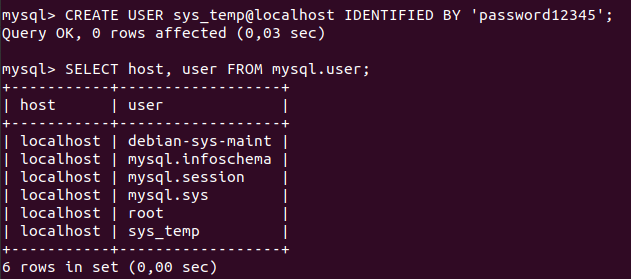 mysql> CREATE USER sys_temp@localhost IDENTIFIED BY 'password12345';
Query OK, 0 rows affected (0,03 sec)
mysql> SELECT host, user FROM mysql.user;
+-----------+------------------+
| host      | user             |
+-----------+------------------+
| localhost | debian-sys-maint |
| localhost | mysql.infoschema |
| localhost | mysql.session    |
| localhost | mysql.sys        |
| localhost | root             |
| localhost | sys_temp         |
+-----------+------------------+
6 rows in set (0,00 sec)